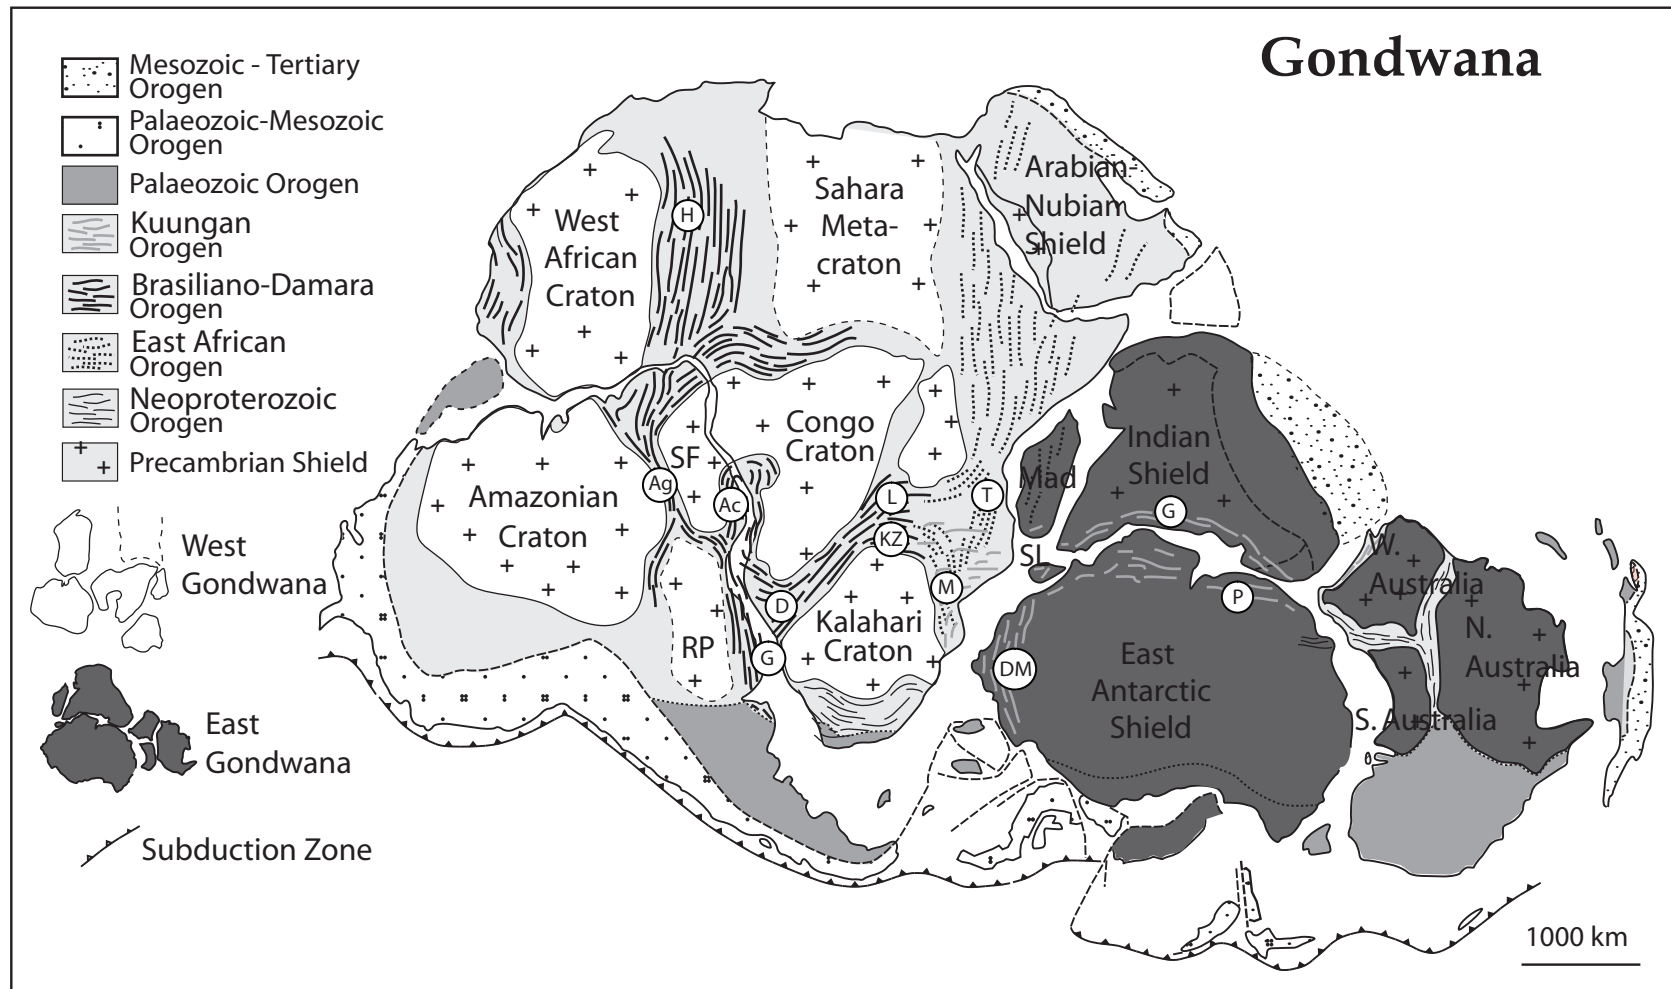 Gondwana
Mesozoic - Tertiary
Orogen
Palaeozoic-Mesozoic
Orogen
Palaeozoic Orogen
Kuungan
Orogen
Brasiliano-Damara
Orogen
East African
Orogen
Neoproterozoic
Orogen
Precambrian Shield
West
Gondwana
East
Gondwana
Subduction Zone
West
African
Craton
H
Sahara
Meta-
craton
Arabian-
Nubian
Shield
Congo
Craton
SF
Ag
Ac
Amazonian
Craton
L
KZ
T
M
D
G
RP
Kalahari
Craton
Mad
Indian
Shield
G
SL
P
DM
East
Antarctic
Shield
W.
Australia
N.
Australia
S. Australia
1000 km